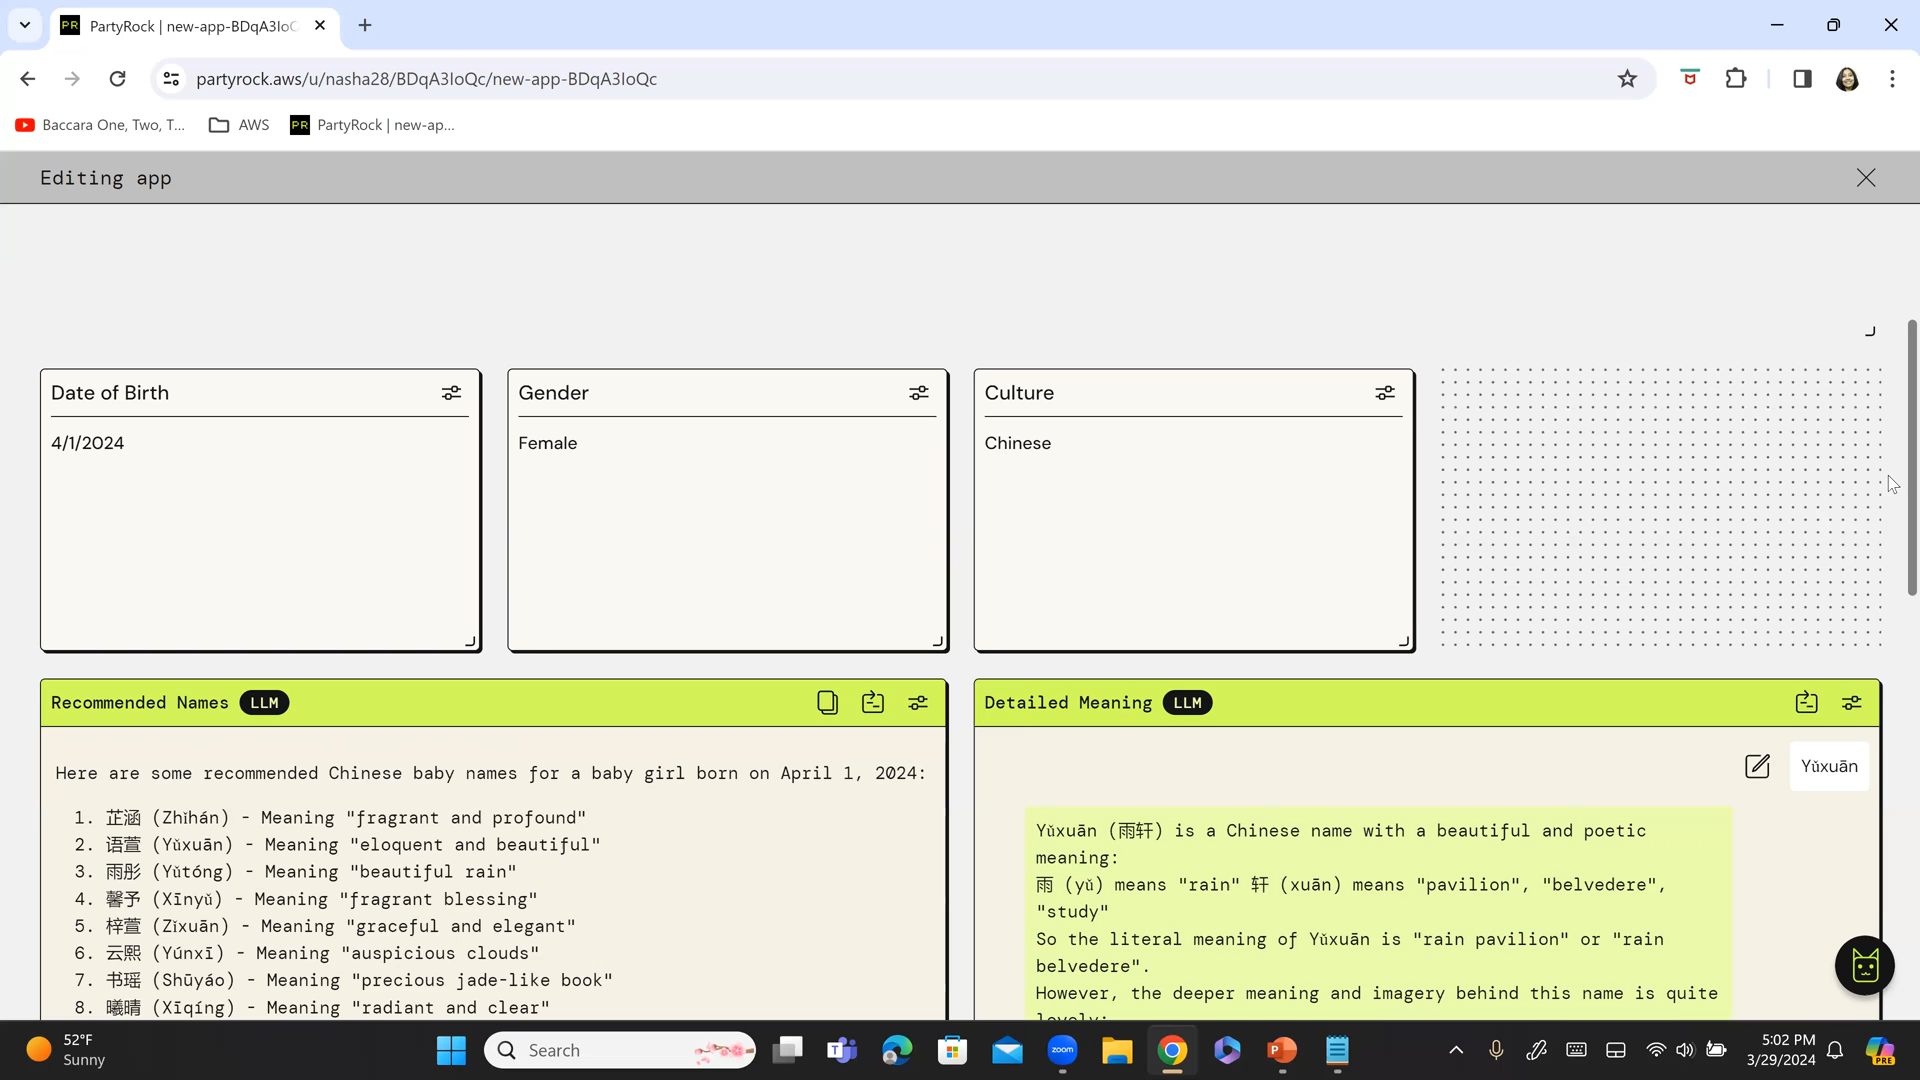 PR PartyRock | new-app-BDqA3IoQc
partyrock.aws/u/nasha28/BDqA3IoQc/new-app-BDqA3IoQc
Baccara One, Two, T...
AWS
PR PartyRock | new-ap...
Editing app
Date of Birth
4/1/2024
Gender
Female
Culture
Chinese
Recommended Names LLM
Here are some recommended Chinese baby names for a baby girl born on April 1, 2024:
1. 芷涵 (Zhǐhán) - Meaning "fragrant and profound"
2. 语萱 (Yǔxuān) - Meaning "eloquent and beautiful"
3. 雨彤 (Yǔtóng) - Meaning "beautiful rain"
4. 馨予 (Xīnyǔ) - Meaning "fragrant blessing"
5. 梓萱 (Zǐxuān) - Meaning "graceful and elegant"
6. 云熙 (Yúnxī) - Meaning "auspicious clouds"
7. 书瑶 (Shūyáo) - Meaning "precious jade-like book"
8. 曦晴 (Xīqíng) - Meaning "radiant and clear"
Detailed Meaning LLM
Yǔxuān
Yǔxuān (雨轩) is a Chinese name with a beautiful and poetic
meaning:
雨 (yǔ) means "rain" 轩 (xuān) means "pavilion", "belvedere",
"study"
So the literal meaning of Yǔxuān is "rain pavilion" or "rain
belvedere".
However, the deeper meaning and imagery behind this name is quite
lovely:
52°F
Sunny
Search
zoom
PRE
5:02 PM
3/29/2024